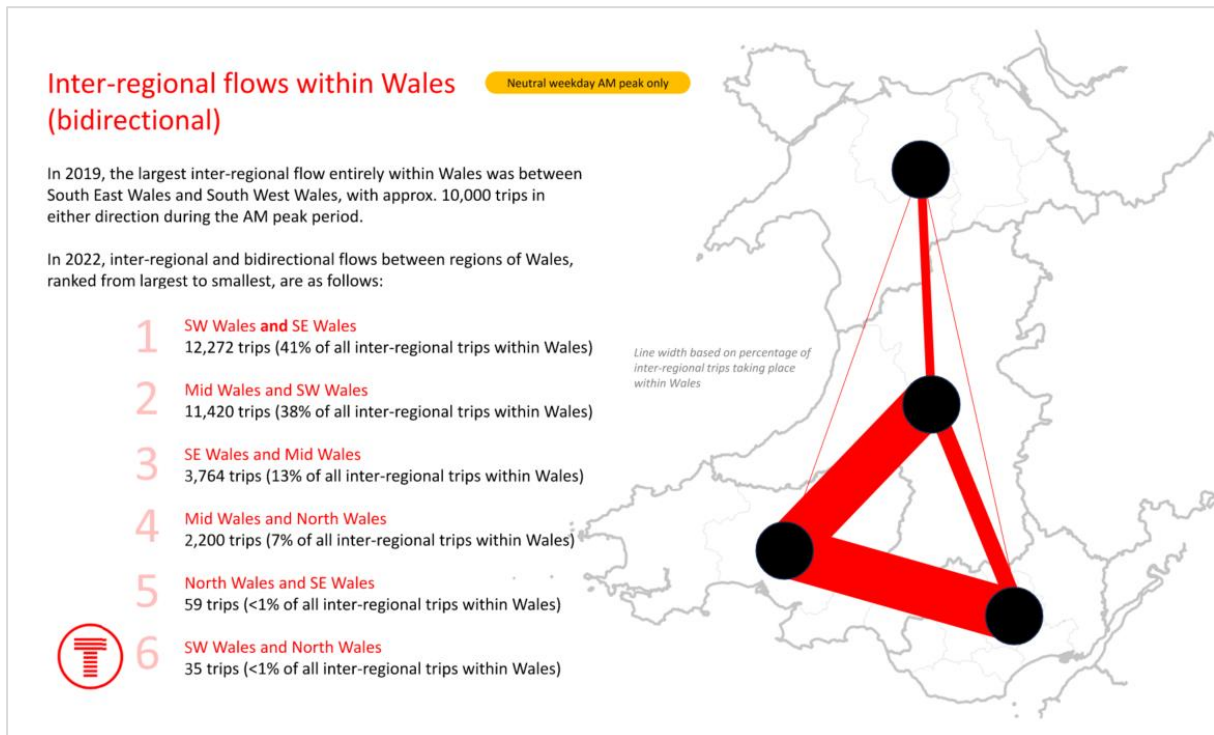 Inter-regional flows within Wales
(bidirectional)
Neutral weekday AM peak only
In 2019, the largest inter-regional flow entirely within Wales was between
South East Wales and South West Wales, with approx. 10,000 trips in
either direction during the AM peak period.
In 2022, inter-regional and bidirectional flows between regions of Wales,
ranked from largest to smallest, are as follows:
1
SW Wales and SE Wales
12,272 trips (41% of all inter-regional trips within Wales)
2
Mid Wales and SW Wales
11,420 trips (38% of all inter-regional trips within Wales)
3
SE Wales and Mid Wales
3,764 trips (13% of all inter-regional trips within Wales)
4
Mid Wales and North Wales
2,200 trips (7% of all inter-regional trips within Wales)
5
North Wales and SE Wales
59 trips (<1% of all inter-regional trips within Wales)
6
SW Wales and North Wales
35 trips (<1% of all inter-regional trips within Wales)
T
Line width based on percentage of
inter-regional trips taking place
within Wales